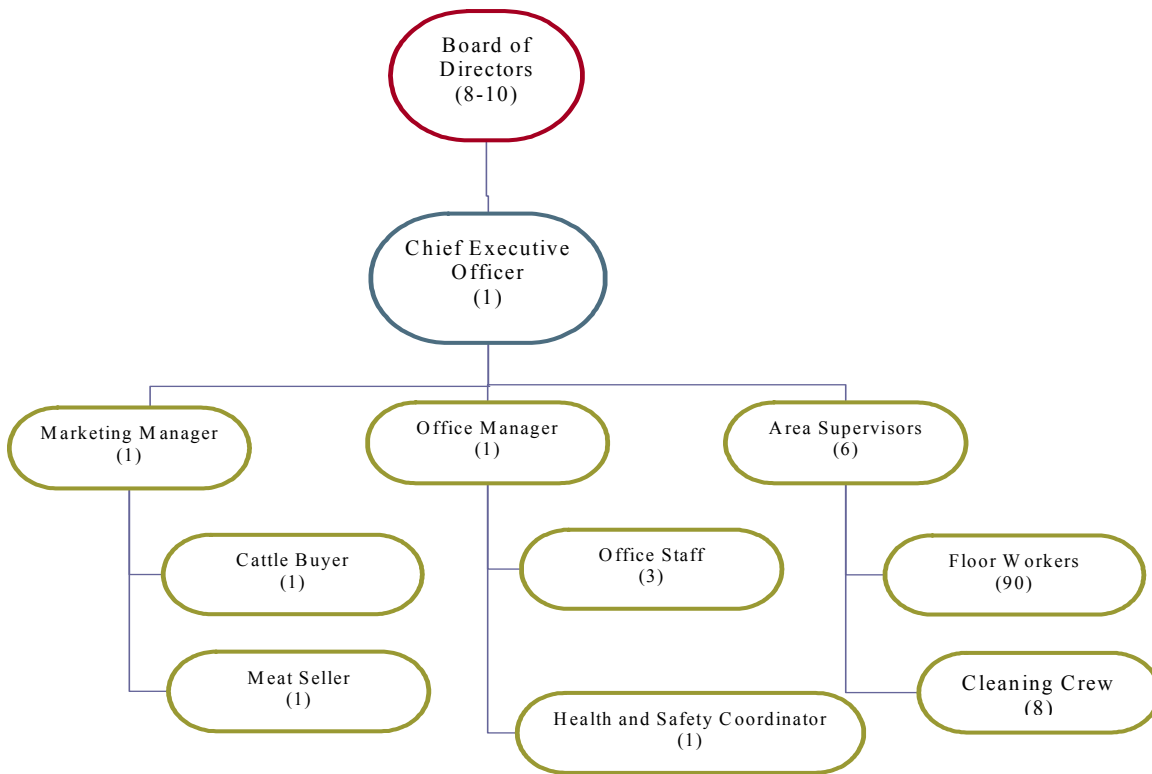 Board of
Directors
(8-10)
Chief Executive
Officer
(1)
Marketing Manager
(1)
Office Manager
(1)
Area Supervisors
(6)
Cattle Buyer
(1)
Office Staff
(3)
Floor Workers
(90)
Meat Seller
(1)
Health and Safety Coordinator
(1)
Cleaning Crew
(8)